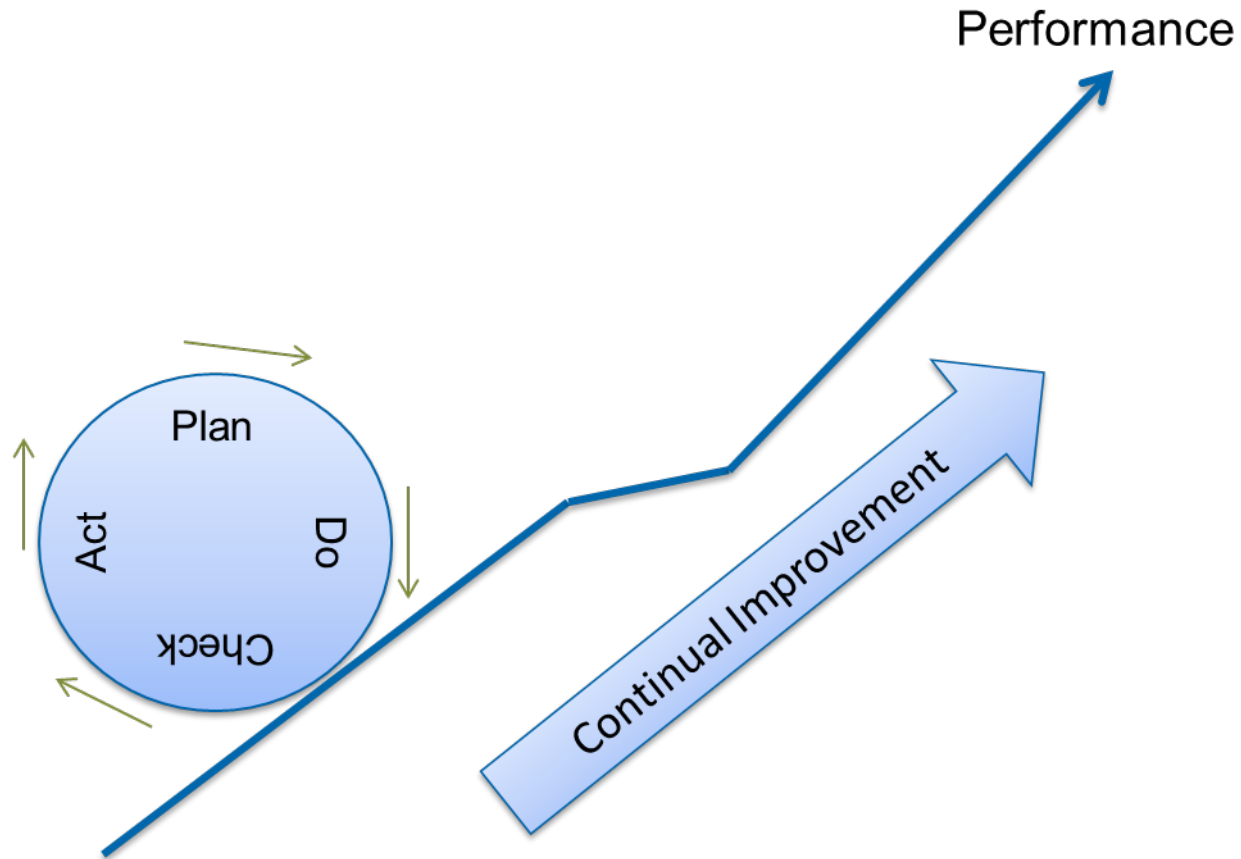 Performance
Plan
Do
Check
Act
Continual Improvement